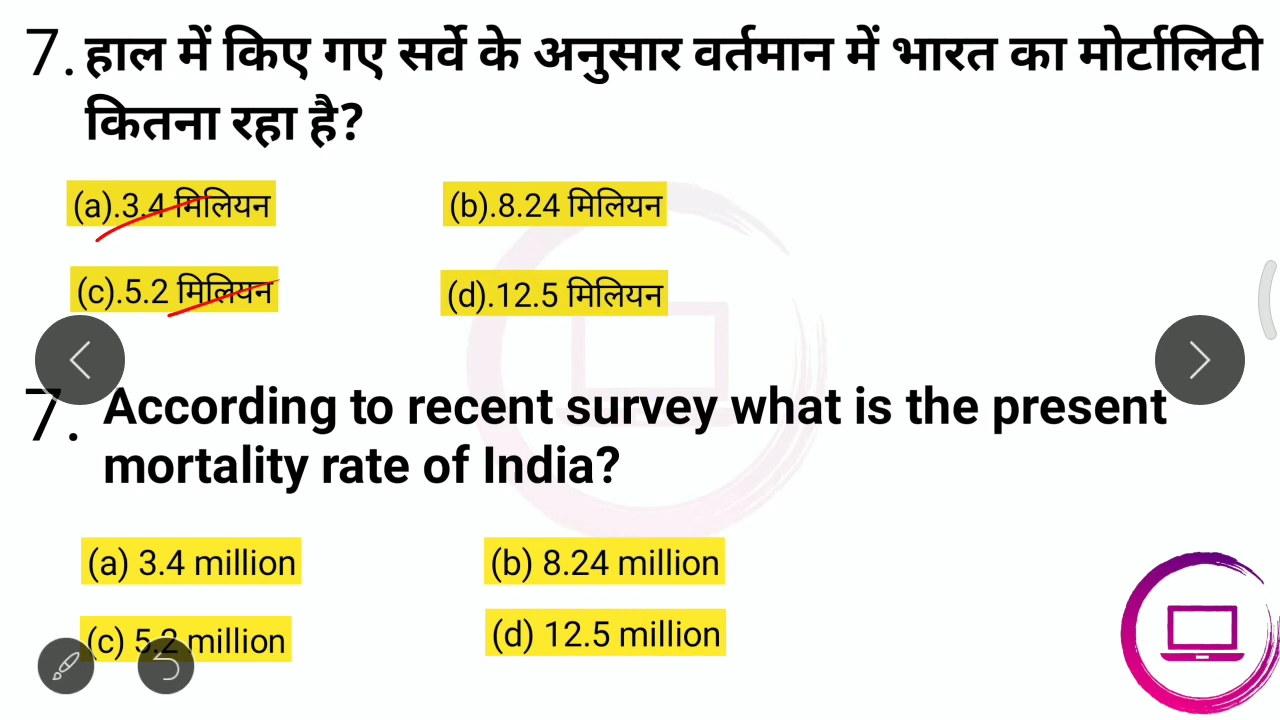 7. हाल में किए गए सर्वे के अनुसार वर्तमान में भारत का मोर्टालिटी
कितना रहा है?
(a).3.4 मिलियन (b).8.24 मिलियन
(c).5.2 मिलियन (d).12.5 मिलियन
7. According to recent survey what is the present
mortality rate of India?
(a) 3.4 million (b) 8.24 million
(c) 5.2 million (d) 12.5 million